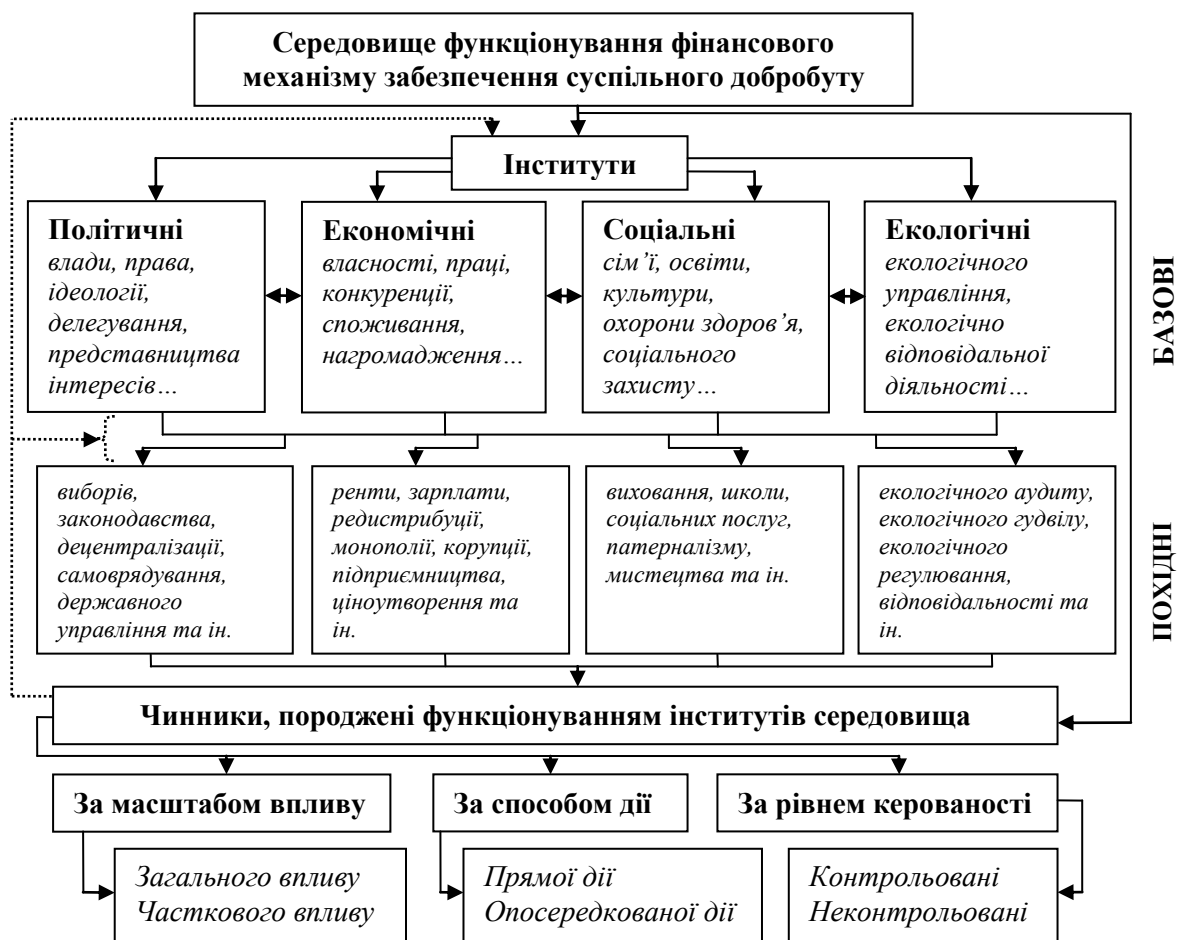 Середовище функціонування фінансового
механізму забезпечення суспільного добробуту
Інститути
Політичні
влади, права,
ідеології,
делегування,
представництва
інтересів…
Економічні
власності, праці,
конкуренції,
споживання,
нагромадження…
Соціальні
сім’ї, освіти,
культури,
охорони здоров’я,
соціального
захисту…
Екологічні
екологічного
управління,
екологічно
відповідальної
діяльності…
БАЗОВІ
виборів,
законодавства,
децентралізації,
самоврядування,
державного
управління та ін.
ренти, зарплати,
редистрибуції,
монополії, корупції,
підприємництва,
ціноутворення та
ін.
виховання, школи,
соціальних послуг,
патерналізму,
мистецтва та ін.
екологічного аудиту,
екологічного гудвілу,
екологічного
регулювання,
відповідальності та
ін.
ПОХІДНІ
Чинники, породжені функціонуванням інститутів середовища
За масштабом впливу
За способом дії
За рівнем керованості
Загального впливу
Часткового впливу
Прямої дії
Опосередкованої дії
Контрольовані
Неконтрольовані